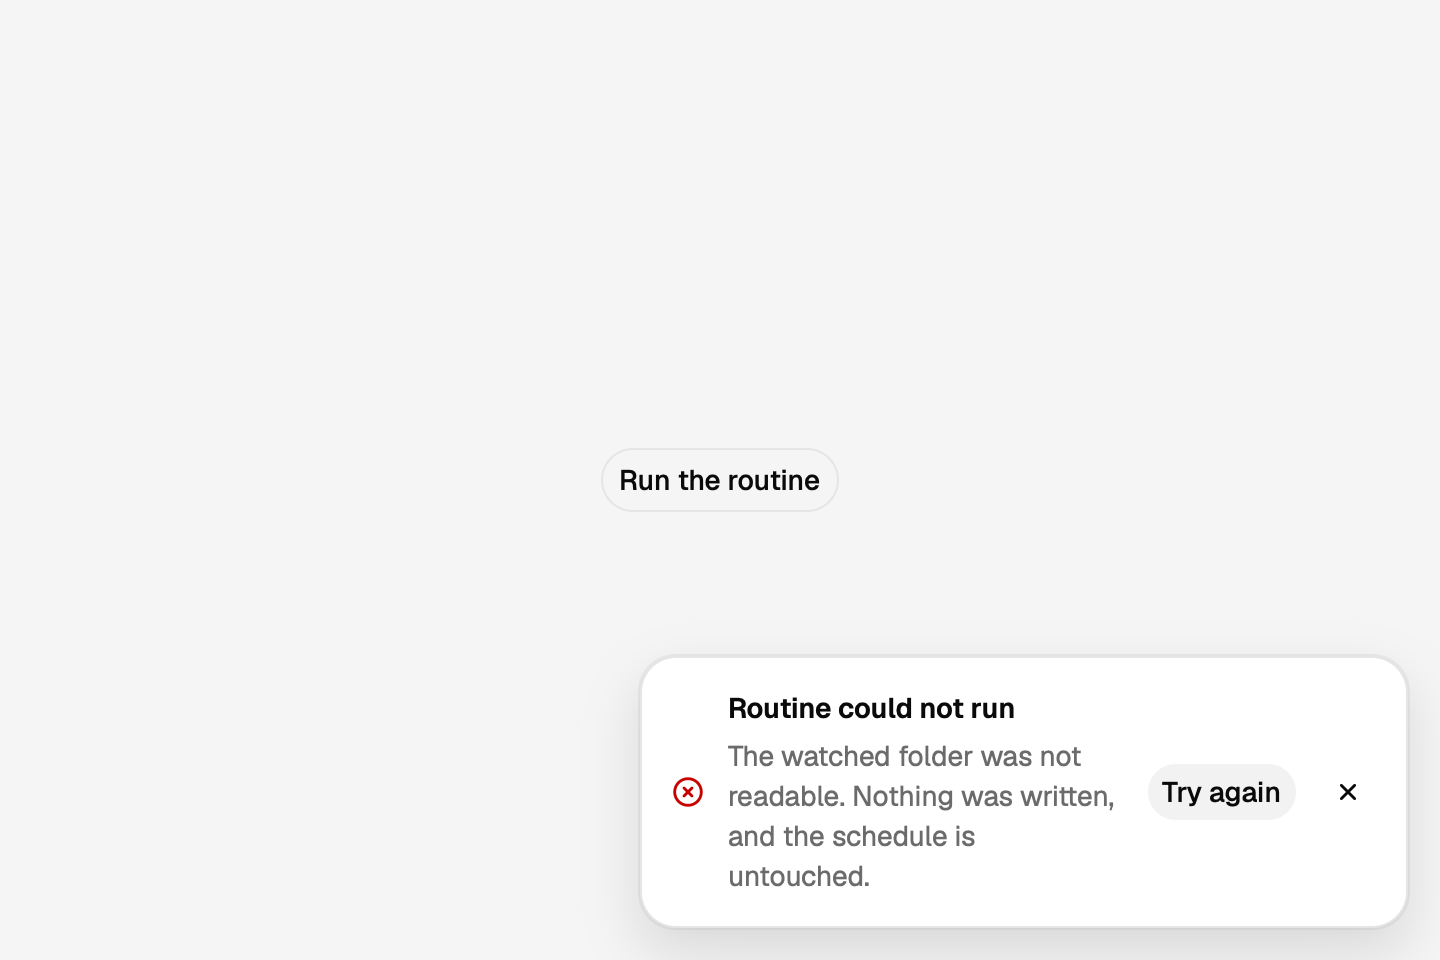 Run the routine
Routine could not run
The watched folder was not
readable. Nothing was written,
and the schedule is
untouched.
Try again